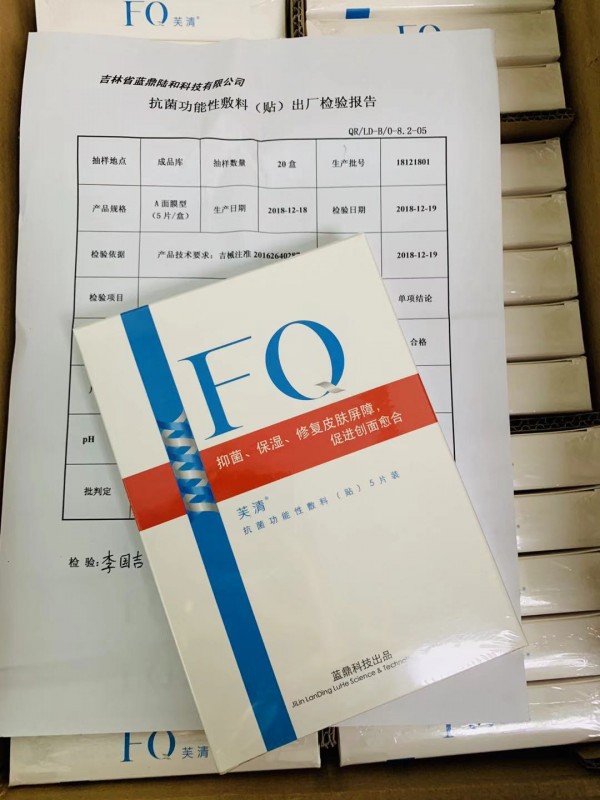 FQ 芙清®
FQ
吉林省蓝鼎陆和科技有限公司
抗菌功能性敷料(贴)出厂检验报告
QR/LD-B/0-8.2-05
抽样地点 成品库 抽样数量 20盒 生产批号 18121801
产品规格 A面膜型(5片/盒) 生产日期 2018-12-18 检验日期 2018-12-19
检验依据 产品技术要求:吉械注准 2016264028 2018-12-19
检验项目 单项结论
合格
pH
批判定
检验:李国吉
FQ
抑菌、保湿、修复皮肤屏障,
促进创面愈合
芙清®
抗菌功能性敷料(贴)5片装
蓝鼎科技出品
JiLin LanDing LuHe Science & Technol
FQ 芙清